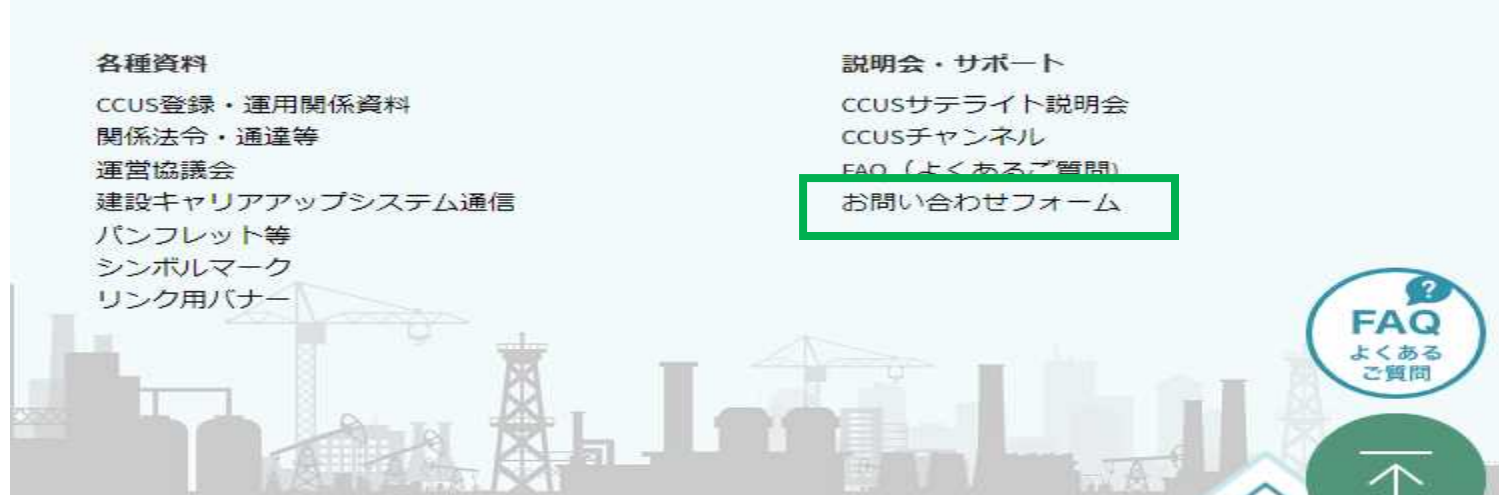 各種資料
CCUS登録・運用関係資料
関係法令・通達等
運営協議会
建設キャリアアップシステム通信
パンフレット等
シンボルマーク
リンク用バナー
説明会・サポート
CCUSサテライト説明会
CCUSチャンネル
FAQ（よくあるご質問)
お問い合わせフォーム
?
FAQ
よくある
ご質問